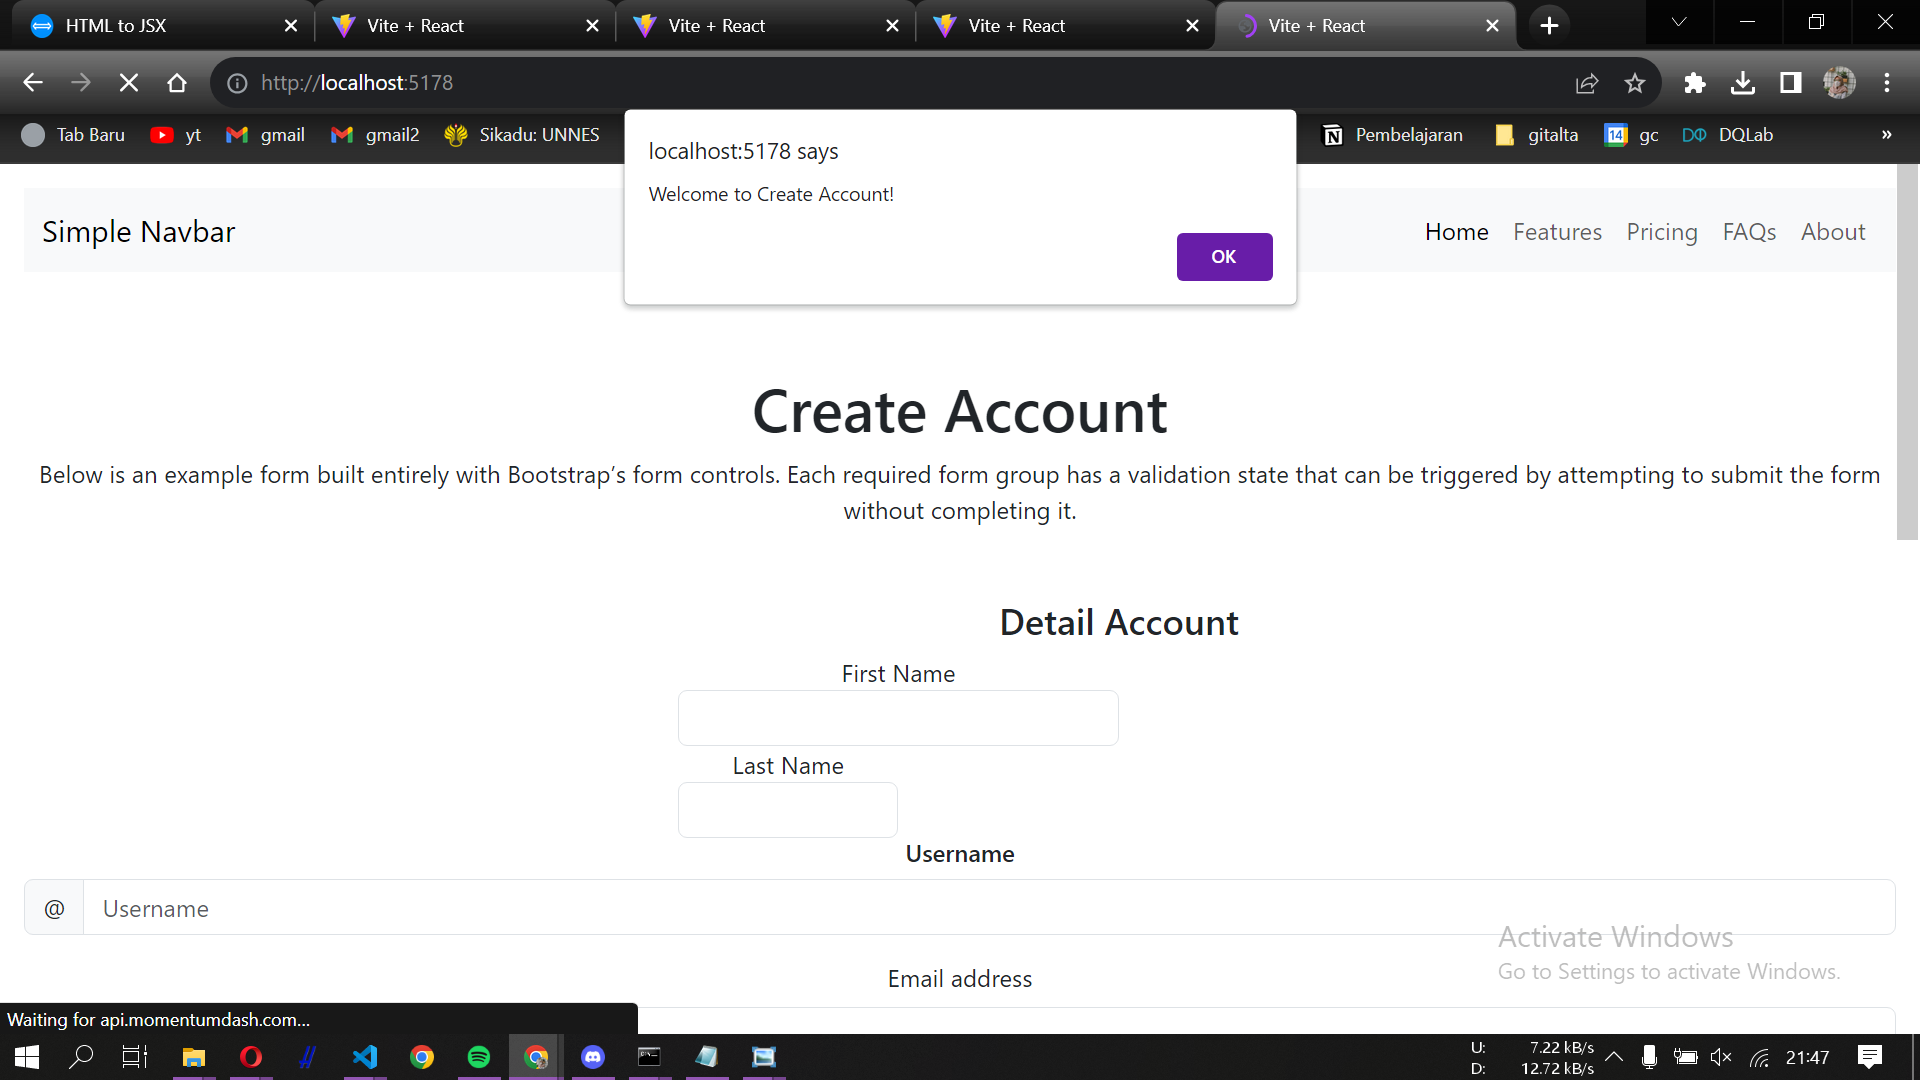 HTML to JSX
Vite + React
Vite + React
Vite + React
Vite + React
http://localhost:5178
Tab Baru
yt
gmail
gmail2
Sikadu: UNNES
Pembelajaran
gitalta
14
gc
DQLab
»
localhost:5178 says
Welcome to Create Account!
OK
Simple Navbar
Home
Features
Pricing
FAQs
About
Create Account
Below is an example form built entirely with Bootstrap’s form controls. Each required form group has a validation state that can be triggered by attempting to submit the form
without completing it.
Detail Account
First Name
Last Name
Username
@
Username
Email address
Activate Windows
Go to Settings to activate Windows.
Waiting for api.momentumdash.com...
U: 7.22 kB/s
D: 12.72 kB/s
21:47